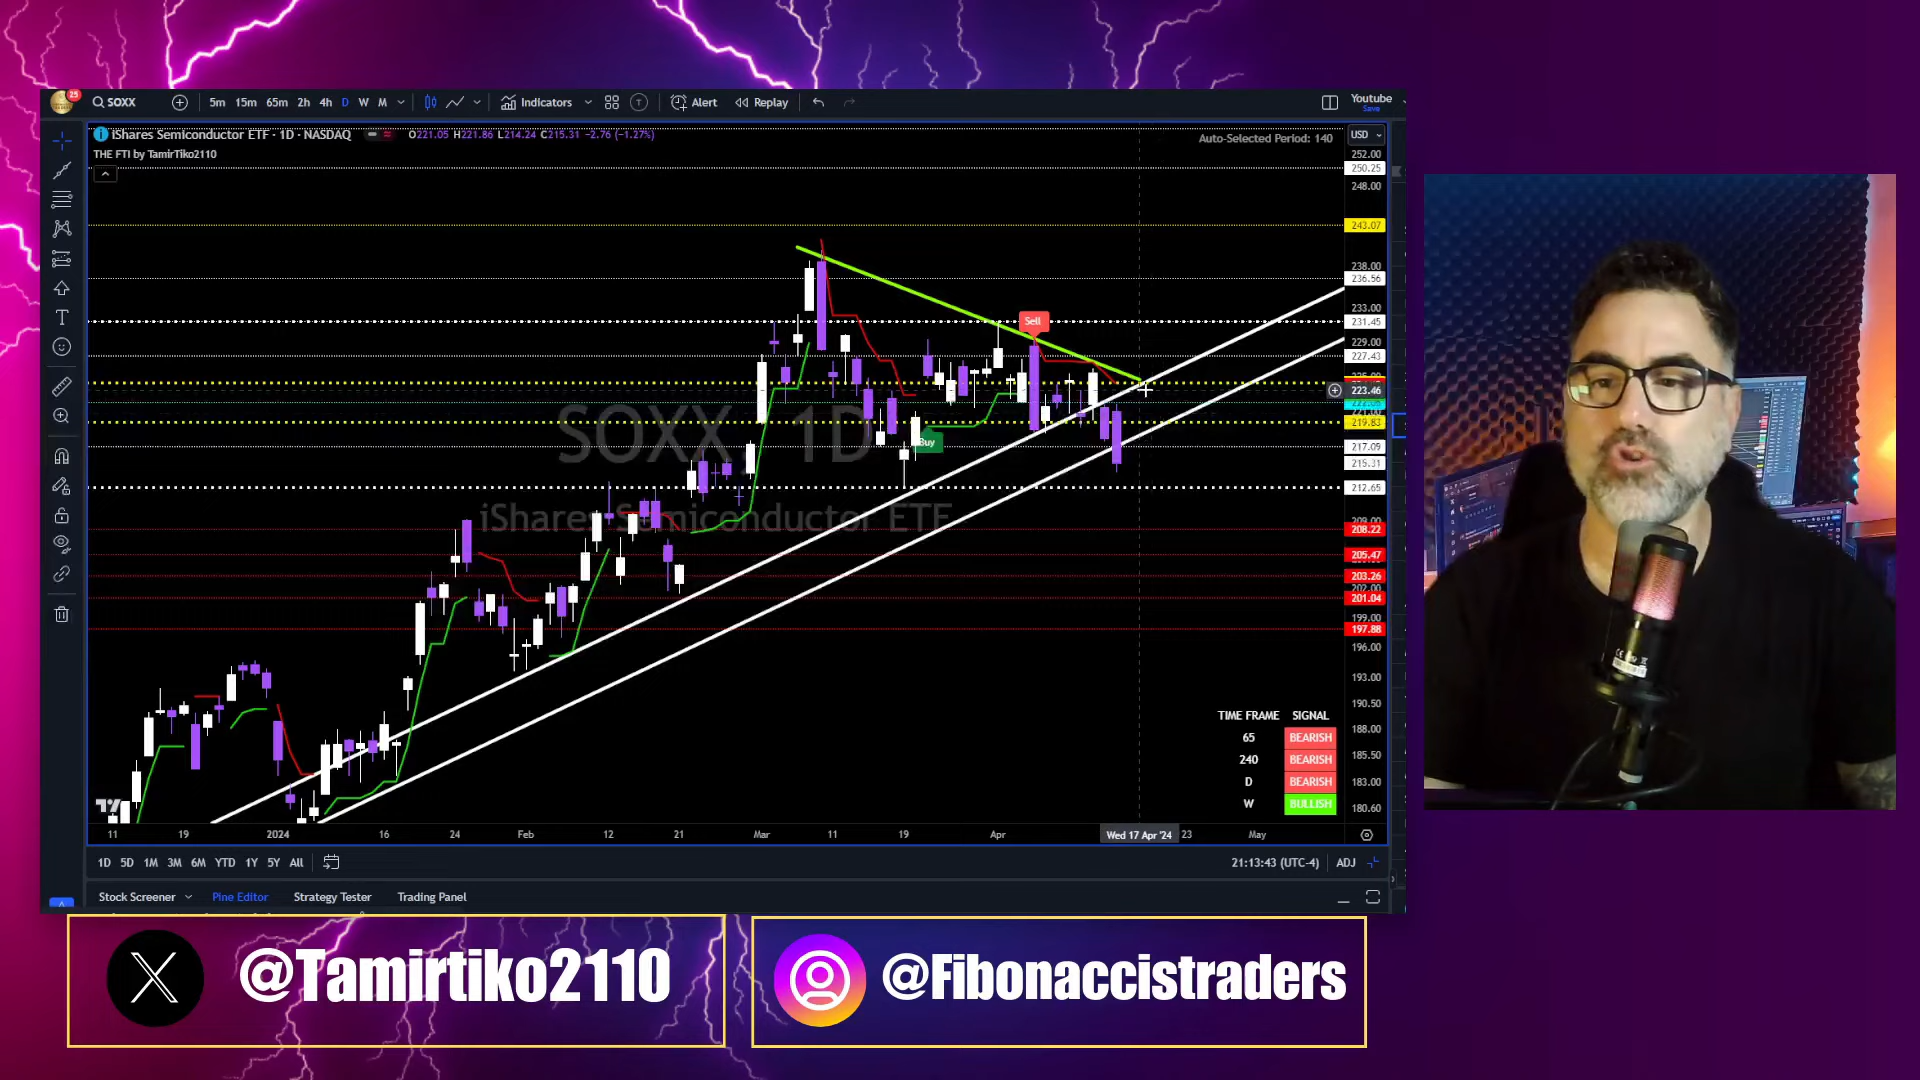 25 SOXX 5m 15m 65m 2h 4h D W M Indicators T Alert Replay Youtube
Save
iShares Semiconductor ETF · 1D · NASDAQ O221.05 H221.86 L214.24 C215.31 -2.76 (-1.27%) Auto-Selected Period: 140 USD
THE FTI by TamirTiko2110
252.00
250.25
248.00
243.07
238.00
236.56
233.00
231.45
229.00
227.43
223.46
219.83
217.09
215.31
212.65
208.22
205.47
203.26
202.00
201.04
199.00
197.88
196.00
193.00
190.50
188.00
185.50
183.00
180.60
Sell
Buy
SOXX, 1D
iShares Semiconductor ETF
TIME FRAME SIGNAL
65 BEARISH
240 BEARISH
D BEARISH
W BULLISH
11 19 2024 16 24 Feb 12 21 Mar 11 19 Apr Wed 17 Apr '24 23 May
1D 5D 1M 3M 6M YTD 1Y 5Y All 21:13:43 (UTC-4) ADJ
Stock Screener Pine Editor Strategy Tester Trading Panel
@Tamirtiko2110
@Fibonaccistraders